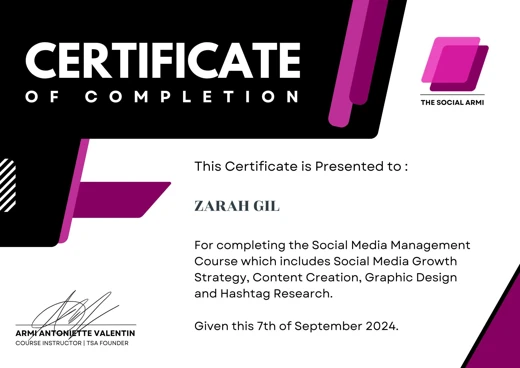 CERTIFICATE
OF COMPLETION
THE SOCIAL ARMI
This Certificate is Presented to :
ZARAH GIL
For completing the Social Media Management
Course which includes Social Media Growth
Strategy, Content Creation, Graphic Design
and Hashtag Research.
Given this 7th of September 2024.
ARMI ANTONIETTE VALENTIN
COURSE INSTRUCTOR | TSA FOUNDER